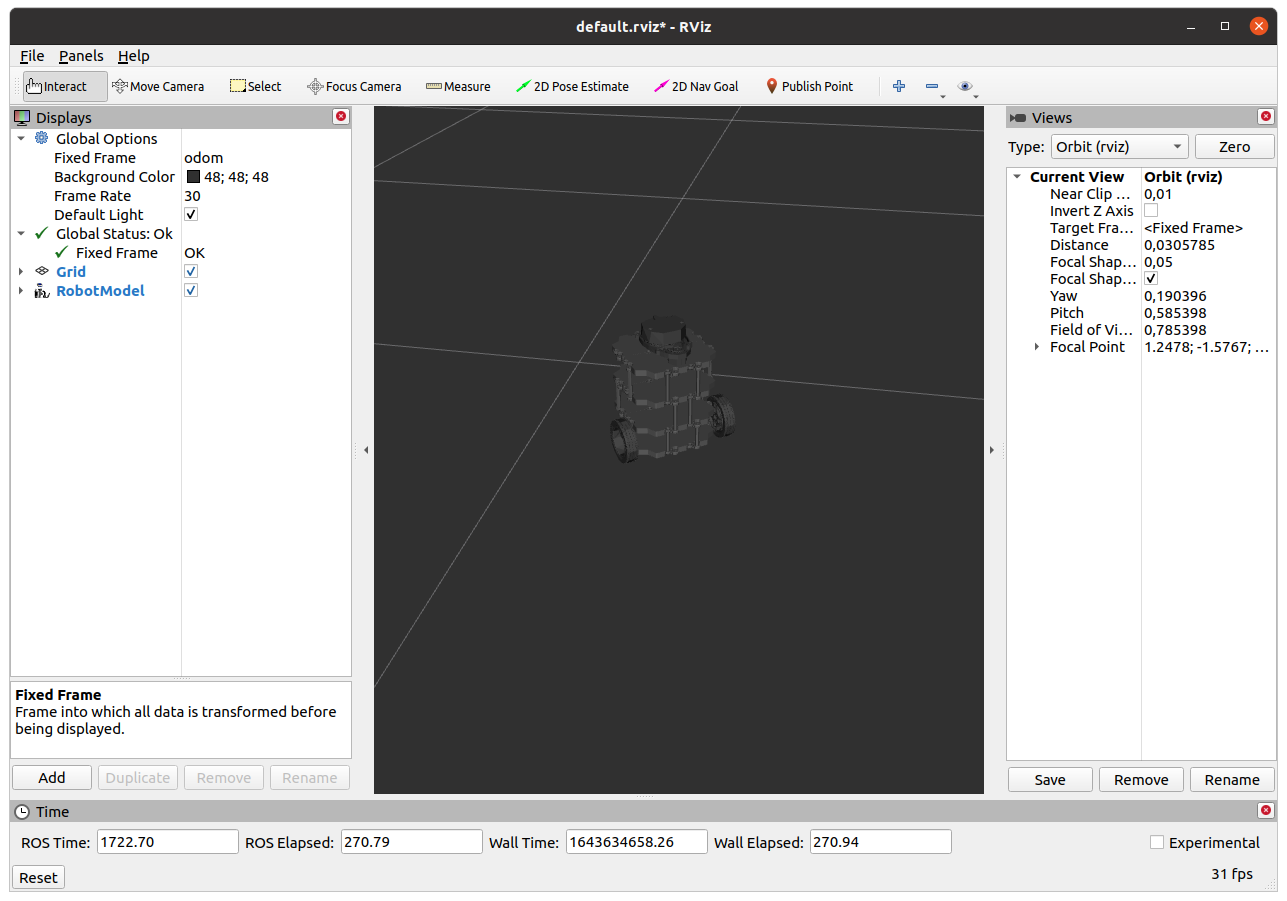 default.rviz* - RViz
File Panels Help
Interact Move Camera Select Focus Camera Measure 2D Pose Estimate 2D Nav Goal Publish Point
Displays
Global Options
Fixed Frame odom
Background Color 48; 48; 48
Frame Rate 30
Default Light
Global Status: Ok
Fixed Frame OK
Grid
RobotModel
Fixed Frame
Frame into which all data is transformed before
being displayed.
Add Duplicate Remove Rename
Views
Type: Orbit (rviz) Zero
Current View Orbit (rviz)
Near Clip ... 0,01
Invert Z Axis
Target Fra... <Fixed Frame>
Distance 0,0305785
Focal Shap... 0,05
Focal Shap...
Yaw 0,190396
Pitch 0,585398
Field of Vi... 0,785398
Focal Point 1.2478; -1.5767; ...
Save Remove Rename
Time
ROS Time: 1722.70 ROS Elapsed: 270.79 Wall Time: 1643634658.26 Wall Elapsed: 270.94 Experimental
Reset 31 fps